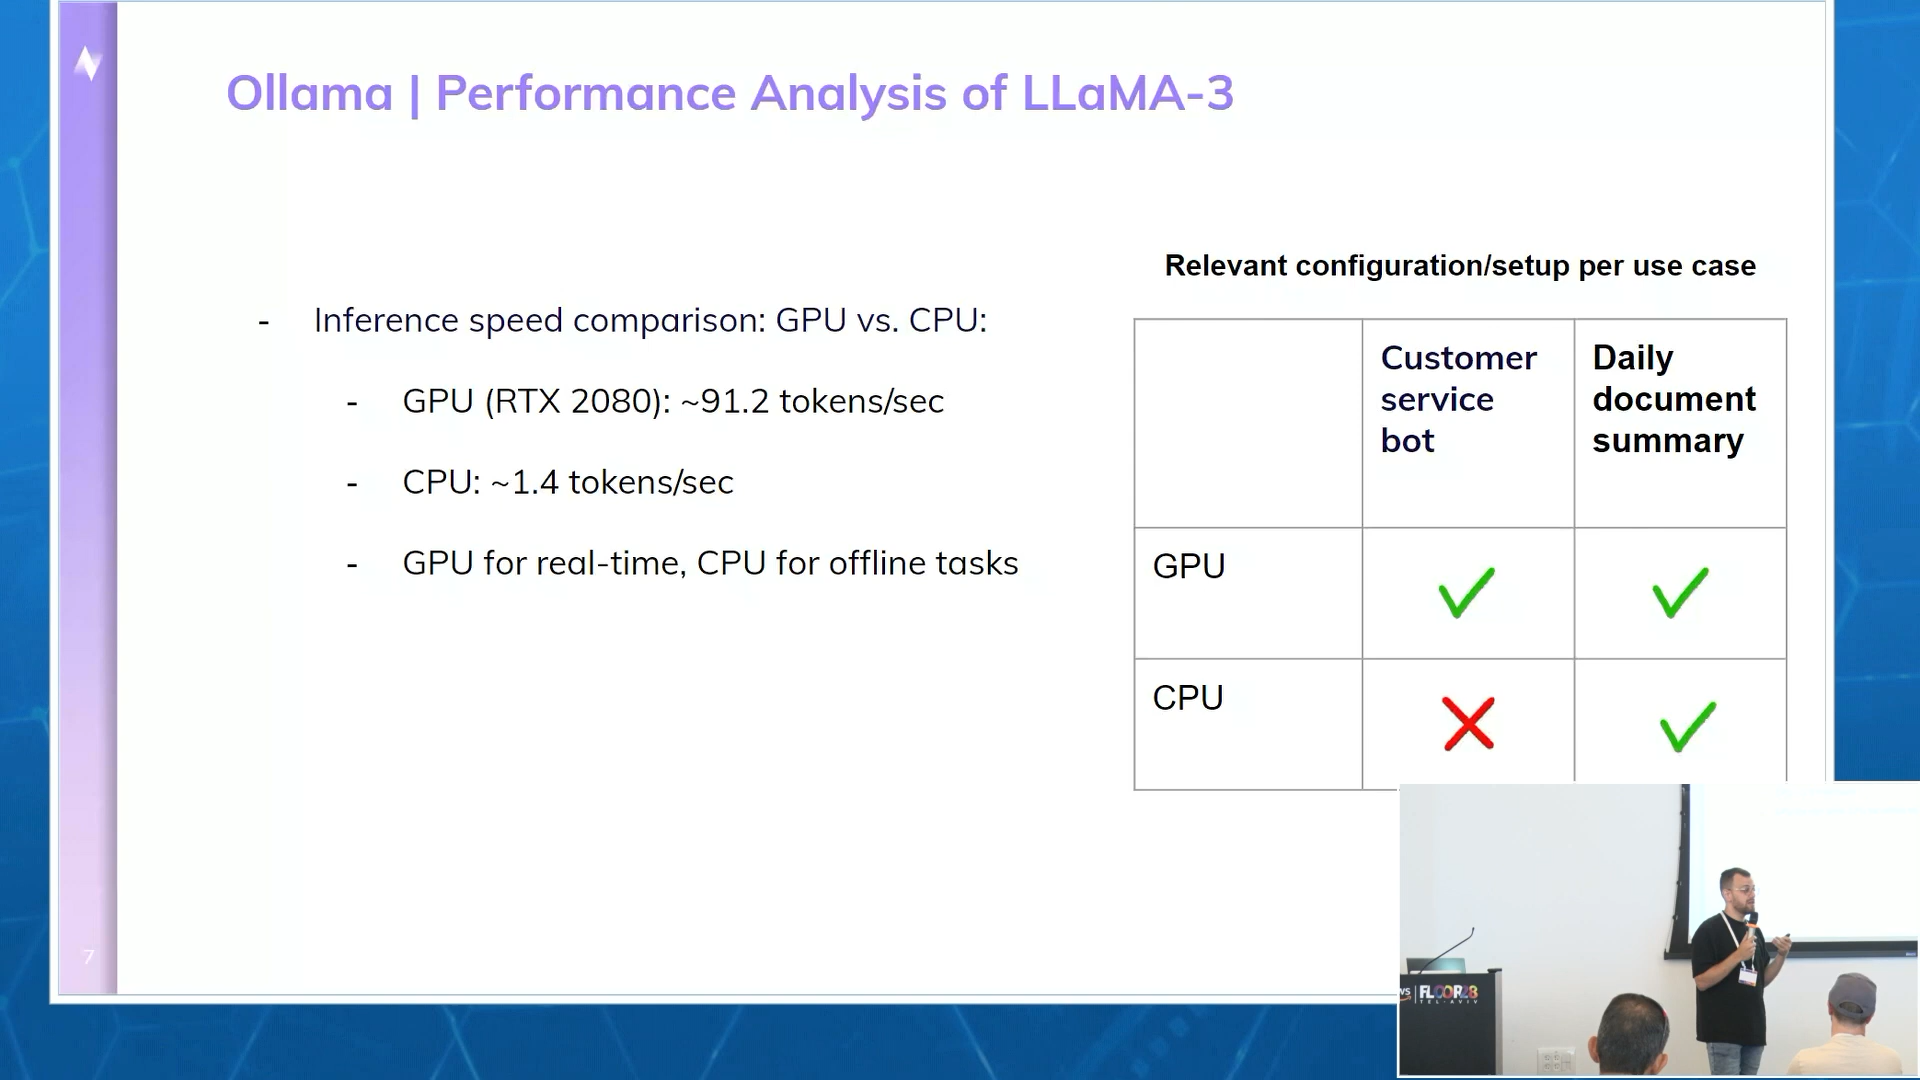 Ollama | Performance Analysis of LLaMA-3
- Inference speed comparison: GPU vs. CPU:
- GPU (RTX 2080): ~91.2 tokens/sec
- CPU: ~1.4 tokens/sec
- GPU for real-time, CPU for offline tasks
Relevant configuration/setup per use case
Customer
service
bot
Daily
document
summary
GPU
CPU
7
FLOOR28
TEL-AVIV